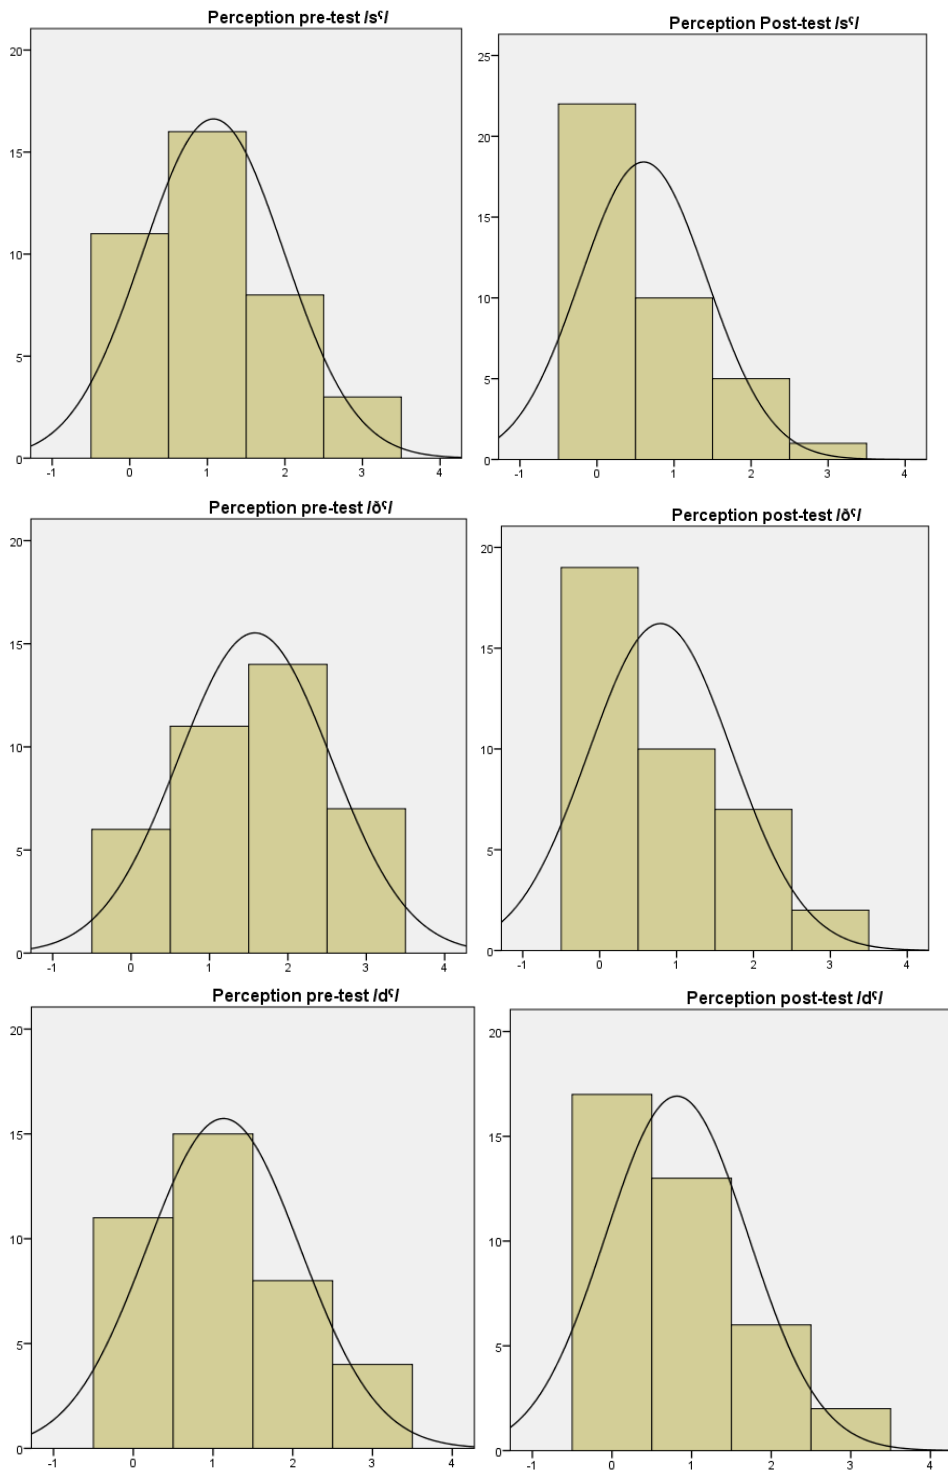 Perception pre-test /sˤ/
20
15
10
5
0
-1 0 1 2 3 4
Perception Post-test /sˤ/
25
20
15
10
5
0
-1 0 1 2 3 4
Perception pre-test /ðˤ/
20
15
10
5
0
-1 0 1 2 3 4
Perception post-test /ðˤ/
20
15
10
5
0
-1 0 1 2 3 4
Perception pre-test /dˤ/
20
15
10
5
0
-1 0 1 2 3 4
Perception post-test /dˤ/
20
15
10
5
0
-1 0 1 2 3 4